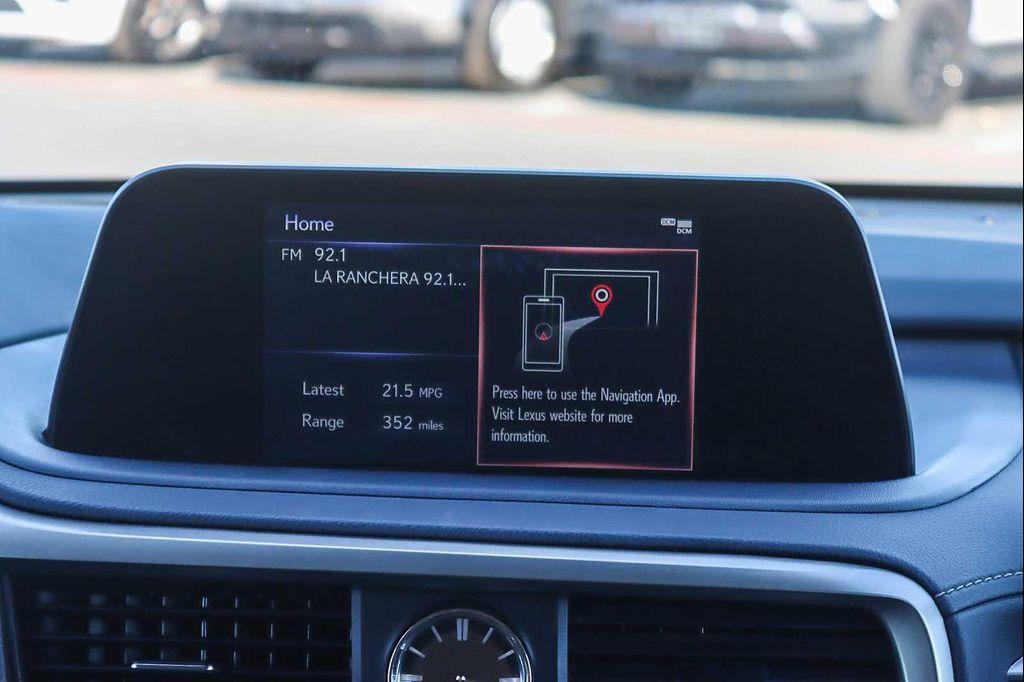 Home
DCM
DCM
FM 92.1
LA RANCHERA 92.1...
Latest 21.5 MPG
Range 352 miles
Press here to use the Navigation App.
Visit Lexus website for more
information.